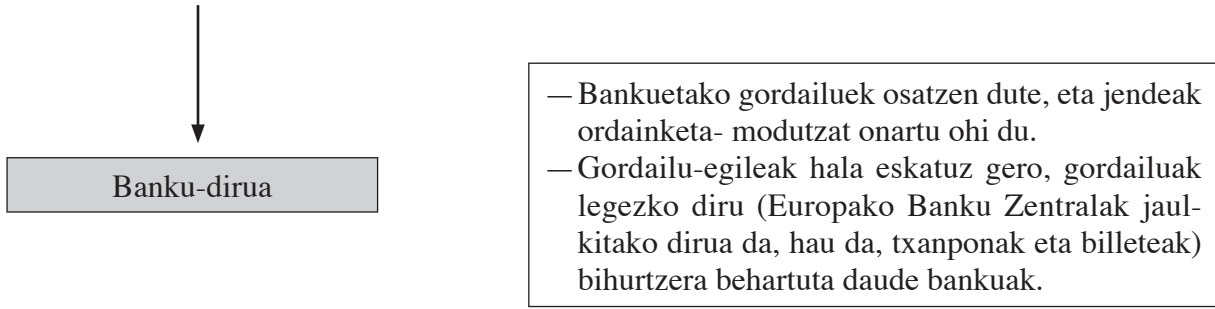 Banku-dirua
— Bankuetako gordailuek osatzen dute, eta jendeak
ordainketa- modutzat onartu ohi du.
— Gordailu-egileak hala eskatuz gero, gordailuak
legezko diru (Europako Banku Zentralak jaul-
kitako dirua da, hau da, txanponak eta billeteak)
bihurtzera behartuta daude bankuak.